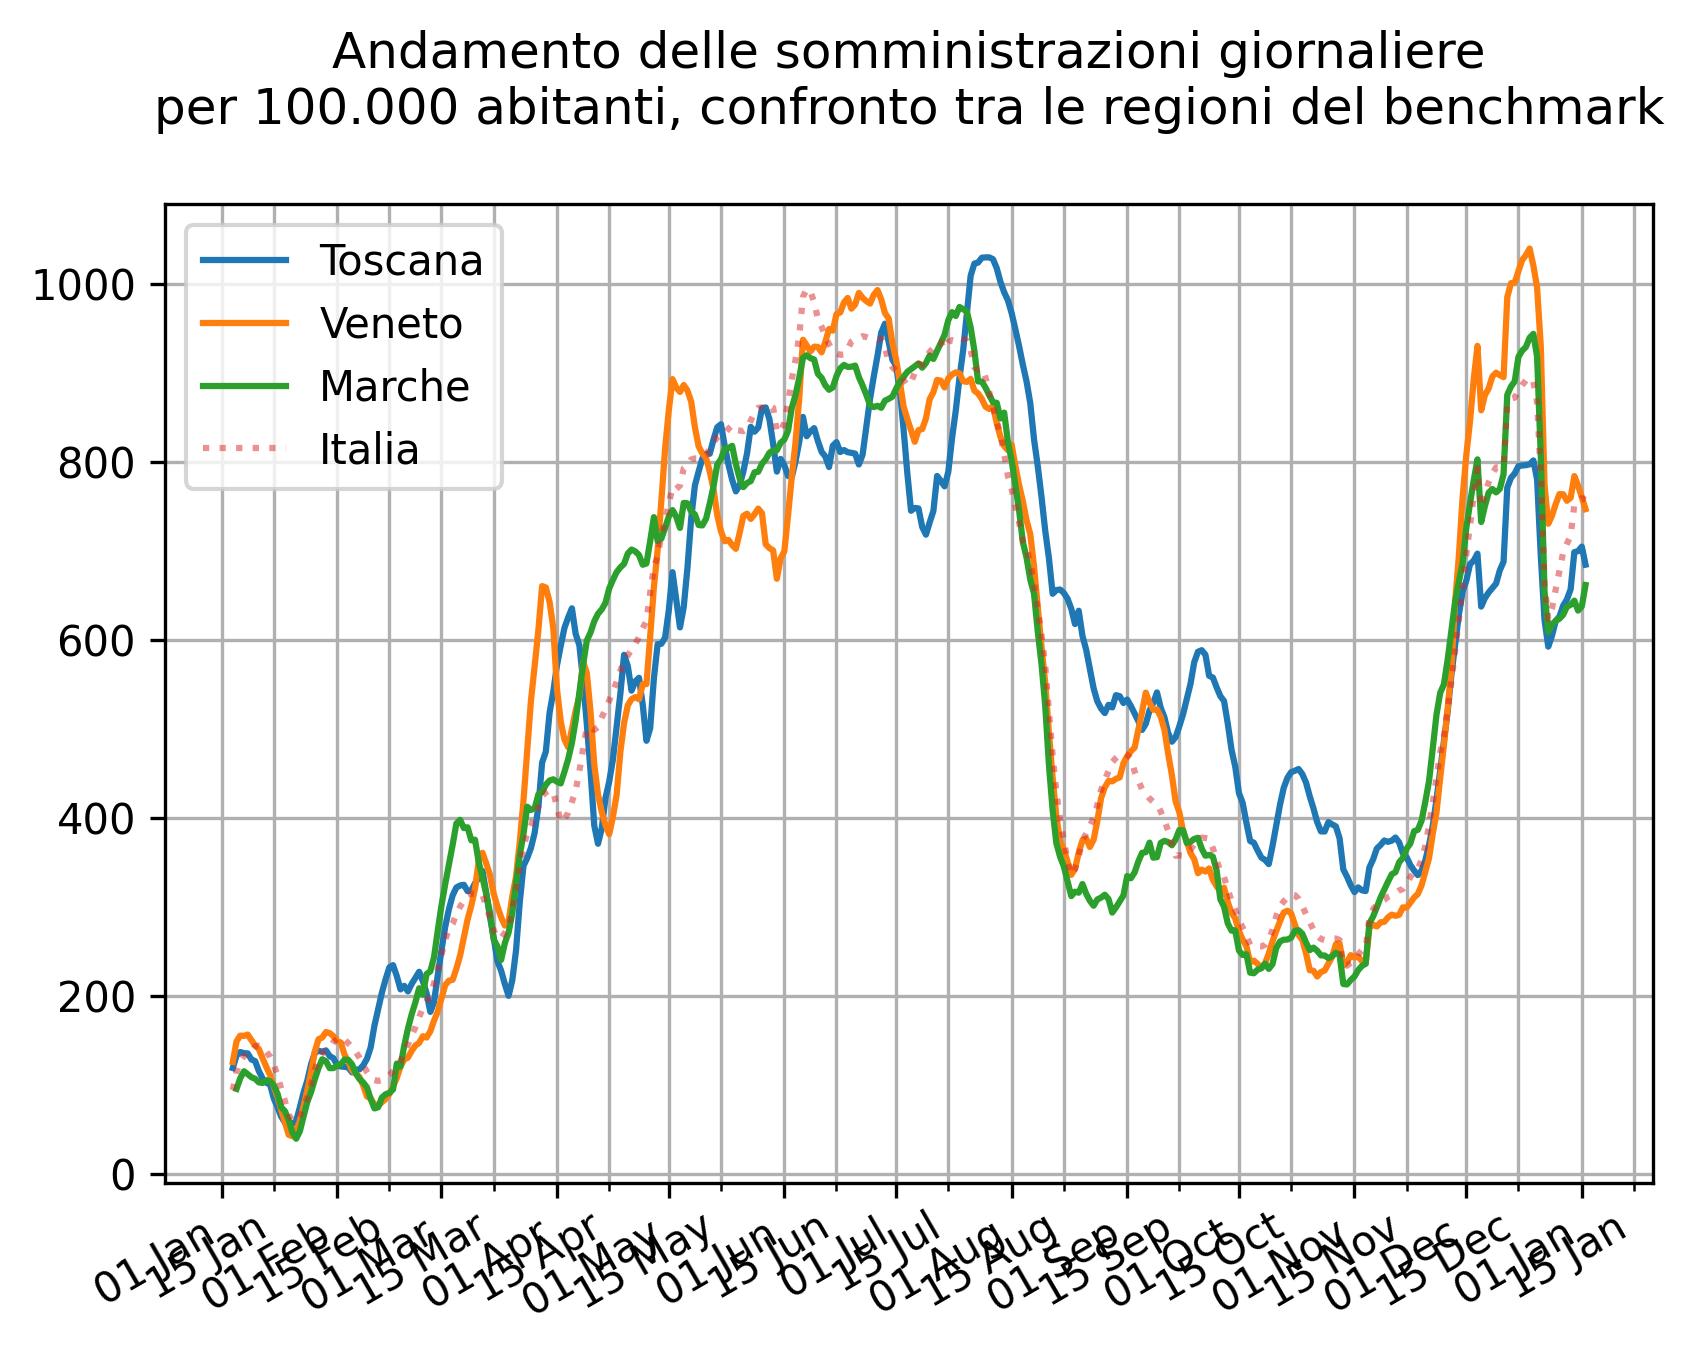 Andamento delle somministrazioni giornaliere
per 100.000 abitanti, confronto tra le regioni del benchmark
Toscana
Veneto
Marche
Italia
1000
800
600
400
200
0
01 Jan
15 Jan
01 Feb
15 Feb
01 Mar
15 Mar
01 Apr
15 Apr
01 May
15 May
01 Jun
15 Jun
01 Jul
15 Jul
01 Aug
15 Aug
01 Sep
15 Sep
01 Oct
15 Oct
01 Nov
15 Nov
01 Dec
15 Dec
01 Jan
15 Jan